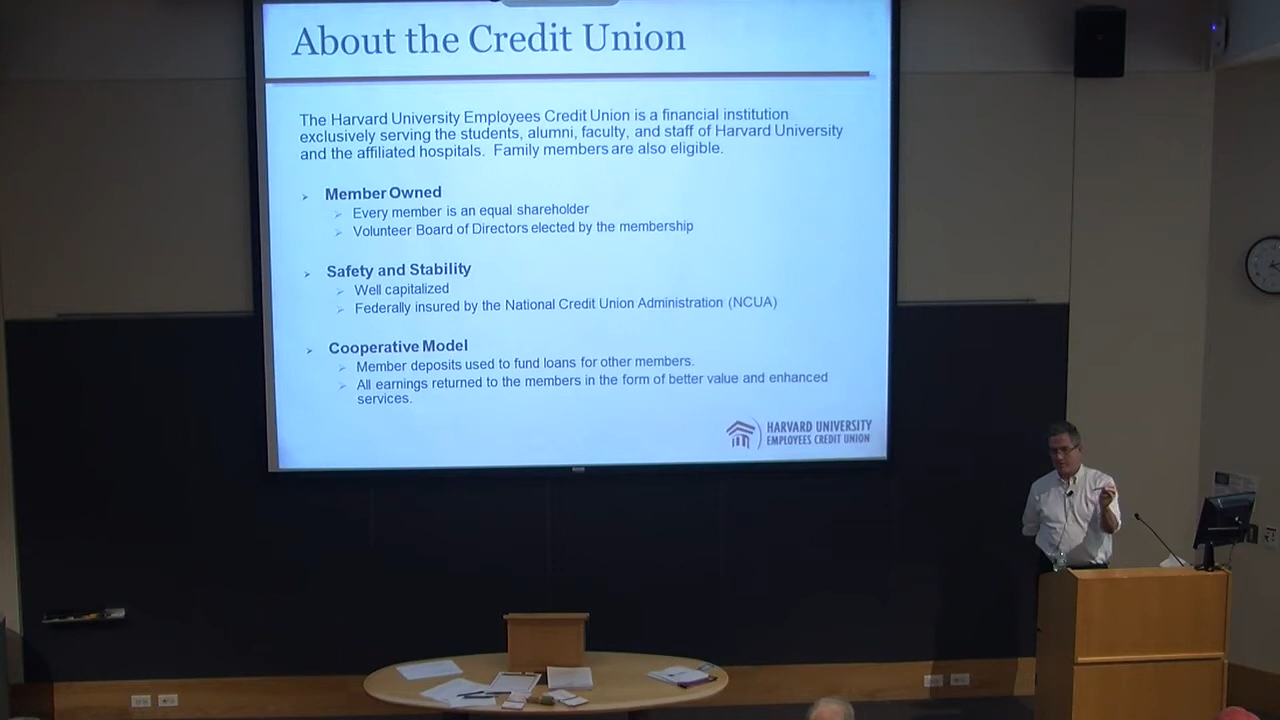 About the Credit Union
The Harvard University Employees Credit Union is a financial institution
exclusively serving the students, alumni, faculty, and staff of Harvard University
and the affiliated hospitals. Family members are also eligible.
Member Owned
Every member is an equal shareholder
Volunteer Board of Directors elected by the membership
Safety and Stability
Well capitalized
Federally insured by the National Credit Union Administration (NCUA)
Cooperative Model
Member deposits used to fund loans for other members.
All earnings returned to the members in the form of better value and enhanced
services.
HARVARD UNIVERSITY
EMPLOYEES CREDIT UNION